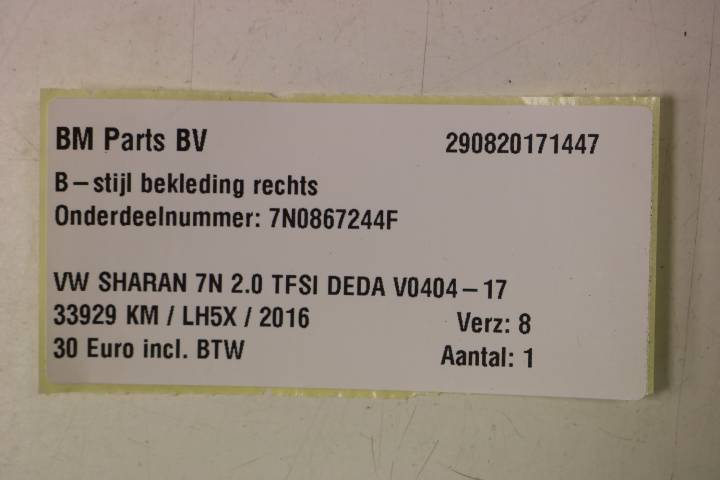 BM Parts BV 290820171447
B-stijl bekleding rechts
Onderdeelnummer: 7N0867244F
VW SHARAN 7N 2.0 TFSI DEDA V0404-17
33929 KM / LH5X / 2016 Verz: 8
30 Euro incl. BTW Aantal: 1